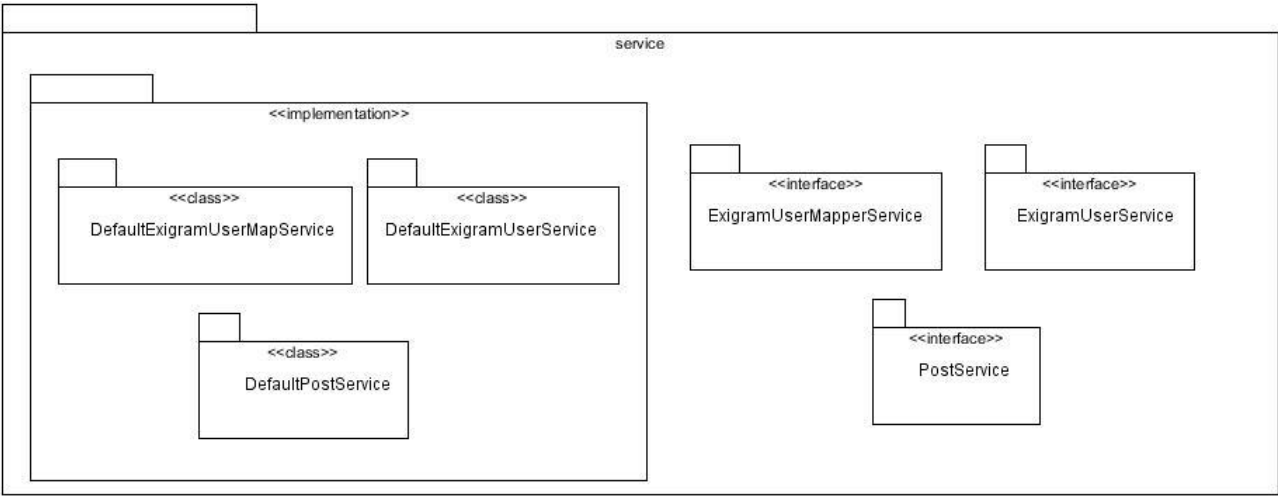 service
<<implementation>>
<<class>>
DefaultExigramUserMapService
<<class>>
DefaultExigramUserService
<<class>>
DefaultPostService
<<interface>>
ExigramUserMapperService
<<interface>>
ExigramUserService
<<interface>>
PostService